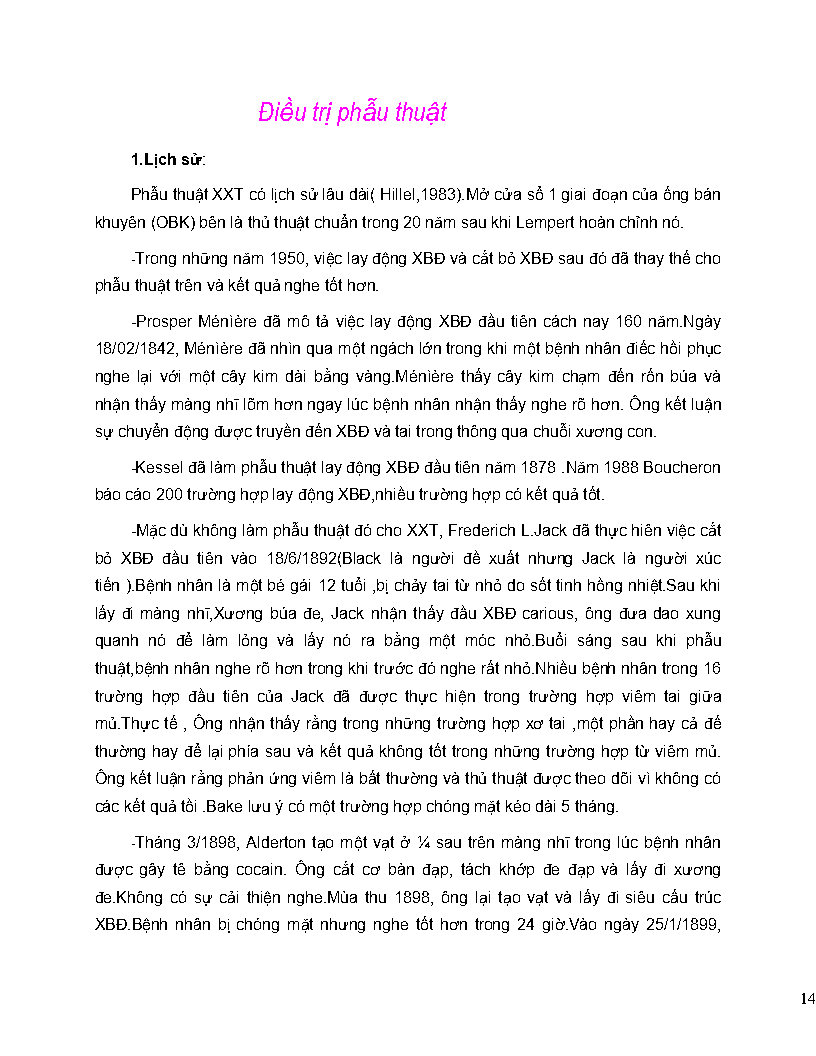 Điều trị phẫu thuật
1.Lịch sử:
Phẫu thuật XXT có lịch sử lâu dài( Hillel,1983).Mở cửa sổ 1 giai đoạn của ống bán
khuyên (OBK) bên là thủ thuật chuẩn trong 20 năm sau khi Lempert hoàn chỉnh nó.
-Trong những năm 1950, việc lay động XBĐ và cắt bỏ XBĐ sau đó đã thay thế cho
phẫu thuật trên và kết quả nghe tốt hơn.
-Prosper Ménière đã mô tả việc lay động XBĐ đầu tiên cách nay 160 năm.Ngày
18/02/1842, Ménière đã nhìn qua một ngách lớn trong khi một bệnh nhân điếc hồi phục
nghe lại với một cây kim dài bằng vàng.Ménière thấy cây kim chạm đến rốn búa và
nhận thấy màng nhĩ lõm hơn ngay lúc bệnh nhân nhận thấy nghe rõ hơn. Ông kết luận
sự chuyển động được truyền đến XBĐ và tai trong thông qua chuỗi xương con.
-Kessel đã làm phẫu thuật lay động XBĐ đầu tiên năm 1878 .Năm 1988 Boucheron
báo cáo 200 trường hợp lay động XBĐ,nhiều trường hợp có kết quả tốt.
-Mặc dù không làm phẫu thuật đó cho XXT, Frederich L.Jack đã thực hiên việc cắt
bỏ XBĐ đầu tiên vào 18/6/1892(Black là người đề xuất nhưng Jack là người xúc
tiến ).Bệnh nhân là một bé gái 12 tuổi ,bị chảy tai từ nhỏ do sốt tinh hồng nhiệt.Sau khi
lấy đi màng nhĩ,Xương búa đe, Jack nhận thấy đầu XBĐ carious, ông đưa dao xung
quanh nó để làm lỏng và lấy nó ra bằng một móc nhỏ.Buổi sáng sau khi phẫu
thuật,bệnh nhân nghe rõ hơn trong khi trước đó nghe rất nhỏ.Nhiều bệnh nhân trong 16
trường hợp đầu tiên của Jack đã được thực hiện trong trường hợp viêm tai giữa
mủ.Thực tế , Ông nhận thấy rằng trong những trường hợp xơ tai ,một phần hay cả đế
thường hay để lại phía sau và kết quả không tốt trong những trường hợp từ viêm mủ.
Ông kết luận rằng phản ứng viêm là bất thường và thủ thuật được theo dõi vì không có
các kết quả tồi .Bake lưu ý có một trường hợp chóng mặt kéo dài 5 tháng.
-Tháng 3/1898, Alderton tạo một vạt ở ¼ sau trên màng nhĩ trong lúc bệnh nhân
được gây tê bằng cocain. Ông cắt cơ bàn đạp, tách khớp đe đạp và lấy đi xương
đe.Không có sự cải thiện nghe.Mùa thu 1898, ông lại tạo vạt và lấy đi siêu cấu trúc
XBĐ.Bệnh nhân bị chóng mặt nhưng nghe tốt hơn trong 24 giờ.Vào ngày 25/1/1899,
14